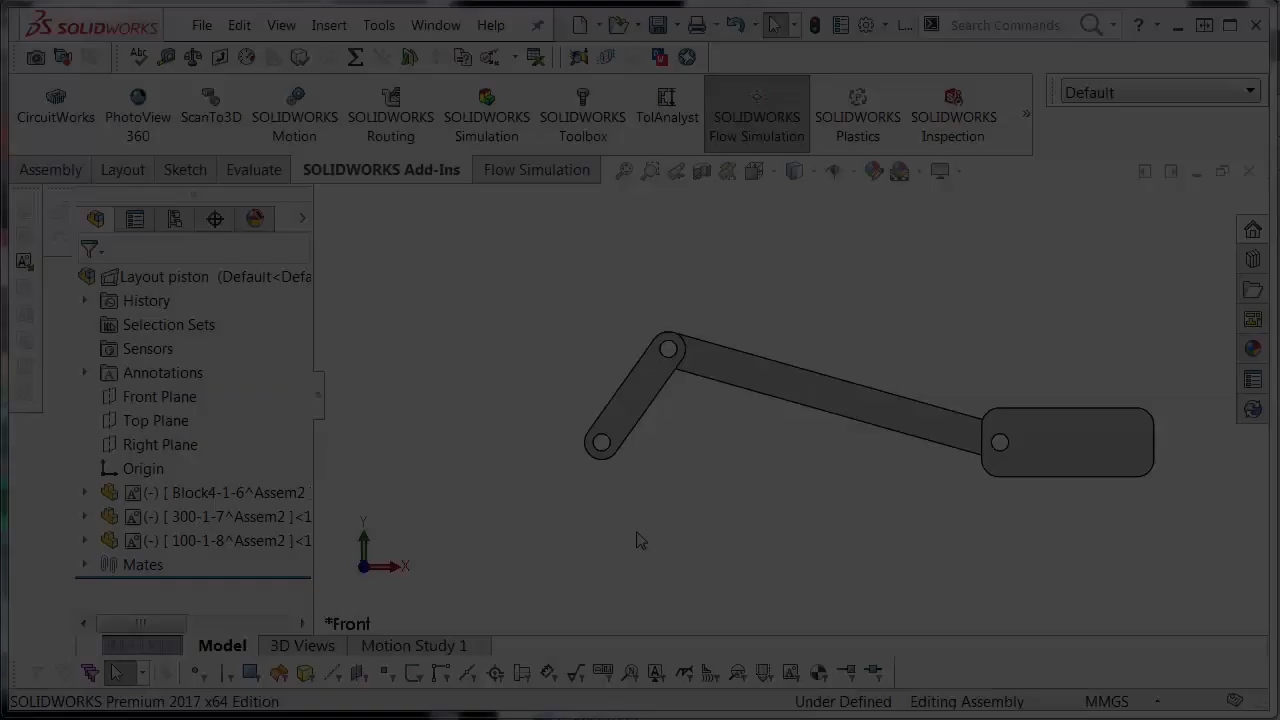 SOLIDWORKS File Edit View Insert Tools Window Help L... Search Commands ?
CircuitWorks
PhotoView 360
ScanTo3D
SOLIDWORKS Motion
SOLIDWORKS Routing
SOLIDWORKS Simulation
SOLIDWORKS Toolbox
TolAnalyst
SOLIDWORKS Flow Simulation
SOLIDWORKS Plastics
SOLIDWORKS Inspection
»
Default
Assembly Layout Sketch Evaluate SOLIDWORKS Add-Ins Flow Simulation
Layout piston (Default<Defa
History
Selection Sets
Sensors
Annotations
Front Plane
Top Plane
Right Plane
Origin
(-) [ Block4-1-6^Assem2
(-) [ 300-1-7^Assem2 ]<1
(-) [ 100-1-8^Assem2 ]<1
Mates
Y
X
*Front
Model 3D Views Motion Study 1
SOLIDWORKS Premium 2017 x64 Edition Under Defined Editing Assembly MMGS -